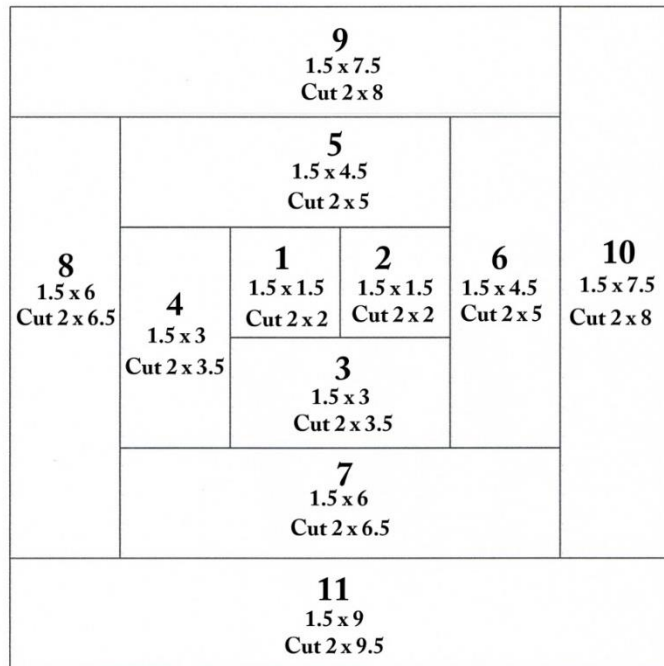 9
1.5 x 7.5
Cut 2 x 8
5
1.5 x 4.5
Cut 2 x 5
8
1.5 x 6
Cut 2 x 6.5
4
1.5 x 3
Cut 2 x 3.5
1
1.5 x 1.5
Cut 2 x 2
2
1.5 x 1.5
Cut 2 x 2
6
1.5 x 4.5
Cut 2 x 5
10
1.5 x 7.5
Cut 2 x 8
3
1.5 x 3
Cut 2 x 3.5
7
1.5 x 6
Cut 2 x 6.5
11
1.5 x 9
Cut 2 x 9.5